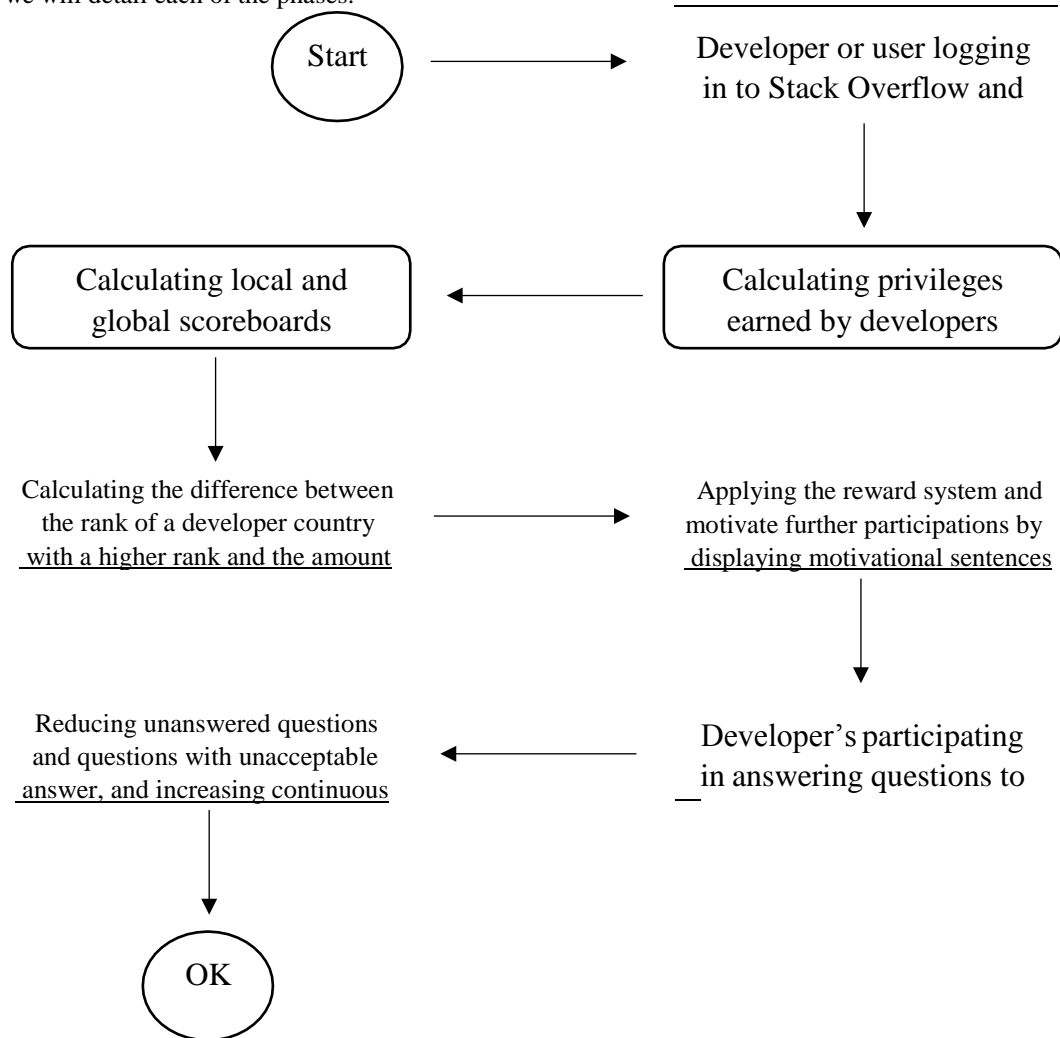 we will detail each of the phases.
Start
Developer or user logging
in to Stack Overflow and
Calculating privileges
earned by developers
Calculating local and
global scoreboards
Calculating the difference between
the rank of a developer country
with a higher rank and the amount
Applying the reward system and
motivate further participations by
displaying motivational sentences
Developer's participating
in answering questions to
Reducing unanswered questions
and questions with unacceptable
answer, and increasing continuous
OK